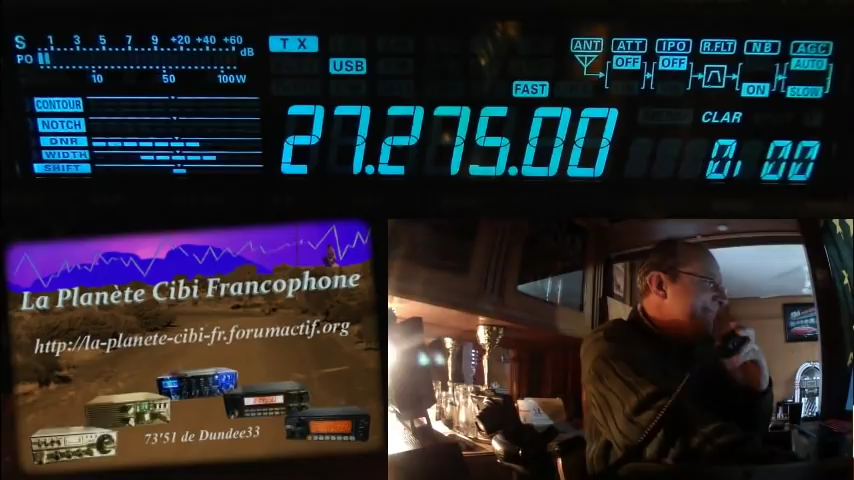 S 1 3 5 7 9 +20 +40 +60 dB
PO
10 50 100W
TX
USB
FAST
ANT ATT IPO R.FLT NB AGC
OFF OFF AUTO
ON SLOW
CONTOUR
NOTCH
DNR
WIDTH
SHIFT
27.275.00
CLAR
0. 00
La Planète Cibi Francophone
http://la-planete-cibi-fr.forumactif.org
73'51 de Dundee33